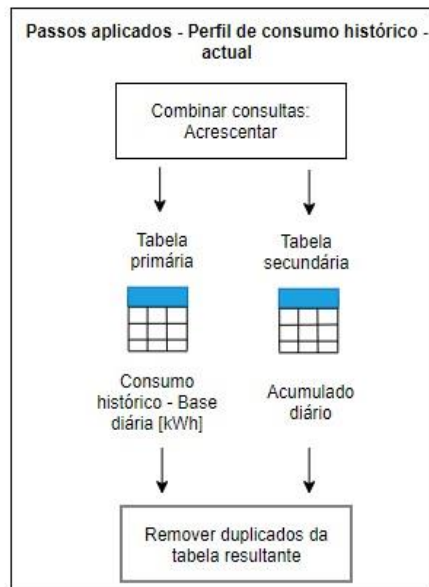 Passos aplicados - Perfil de consumo histórico -
actual
Combinar consultas:
Acrescentar
Tabela
primária
Tabela
secundária
Consumo
histórico - Base
diária [kWh]
Acumulado
diário
Remover duplicados da
tabela resultante